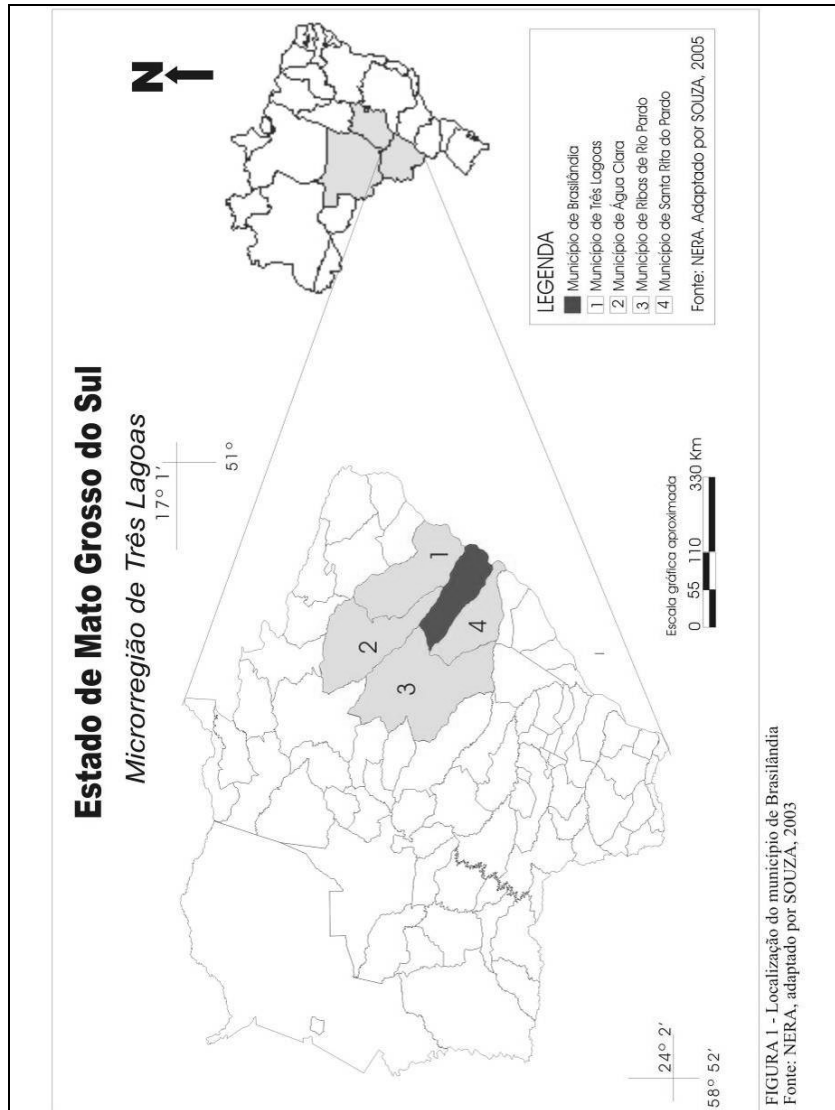 Estado de Mato Grosso do Sul
Microrregião de Três Lagoas
17° 1'
51°
N
1
2
3
4
24° 2'
58° 52'
Escala gráfica aproximada
0 55 110 330 Km
LEGENDA
Município de Brasilândia
1 Município de Três Lagoas
2 Município de Água Clara
3 Município de Ribas de Rio Pardo
4 Município de Santa Rita do Pardo
Fonte: NERA. Adaptado por SOUZA, 2005
FIGURA 1 - Localização do município de Brasilândia
Fonte: NERA, adaptado por SOUZA, 2003